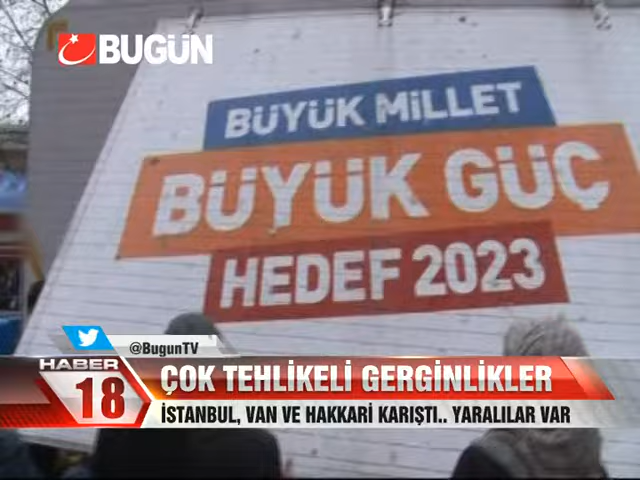 BUGÜN
BÜYÜK MİLLET
BÜYÜK GÜÇ
HEDEF 2023
@BugunTV
HABER
18
ÇOK TEHLİKELİ GERGİNLİKLER
İSTANBUL, VAN VE HAKKARİ KARIŞTI.. YARALILAR VAR